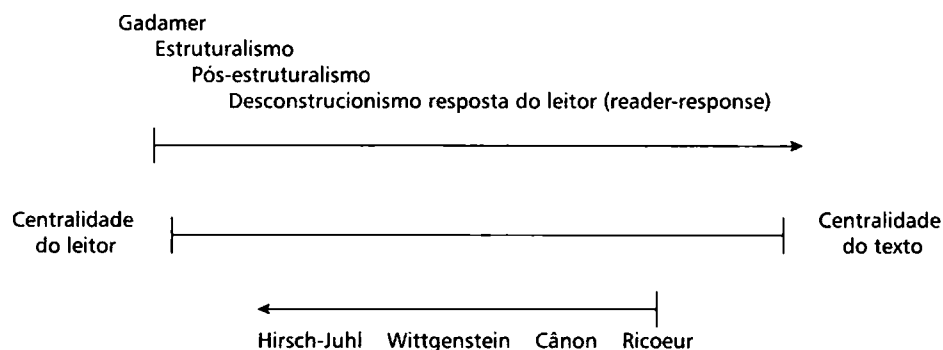 Gadamer
Estruturalismo
Pós-estruturalismo
Desconstrucionismo resposta do leitor (reader-response)
Centralidade do leitor
Centralidade do texto
Hirsch-Juhl Wittgenstein Cânon Ricoeur